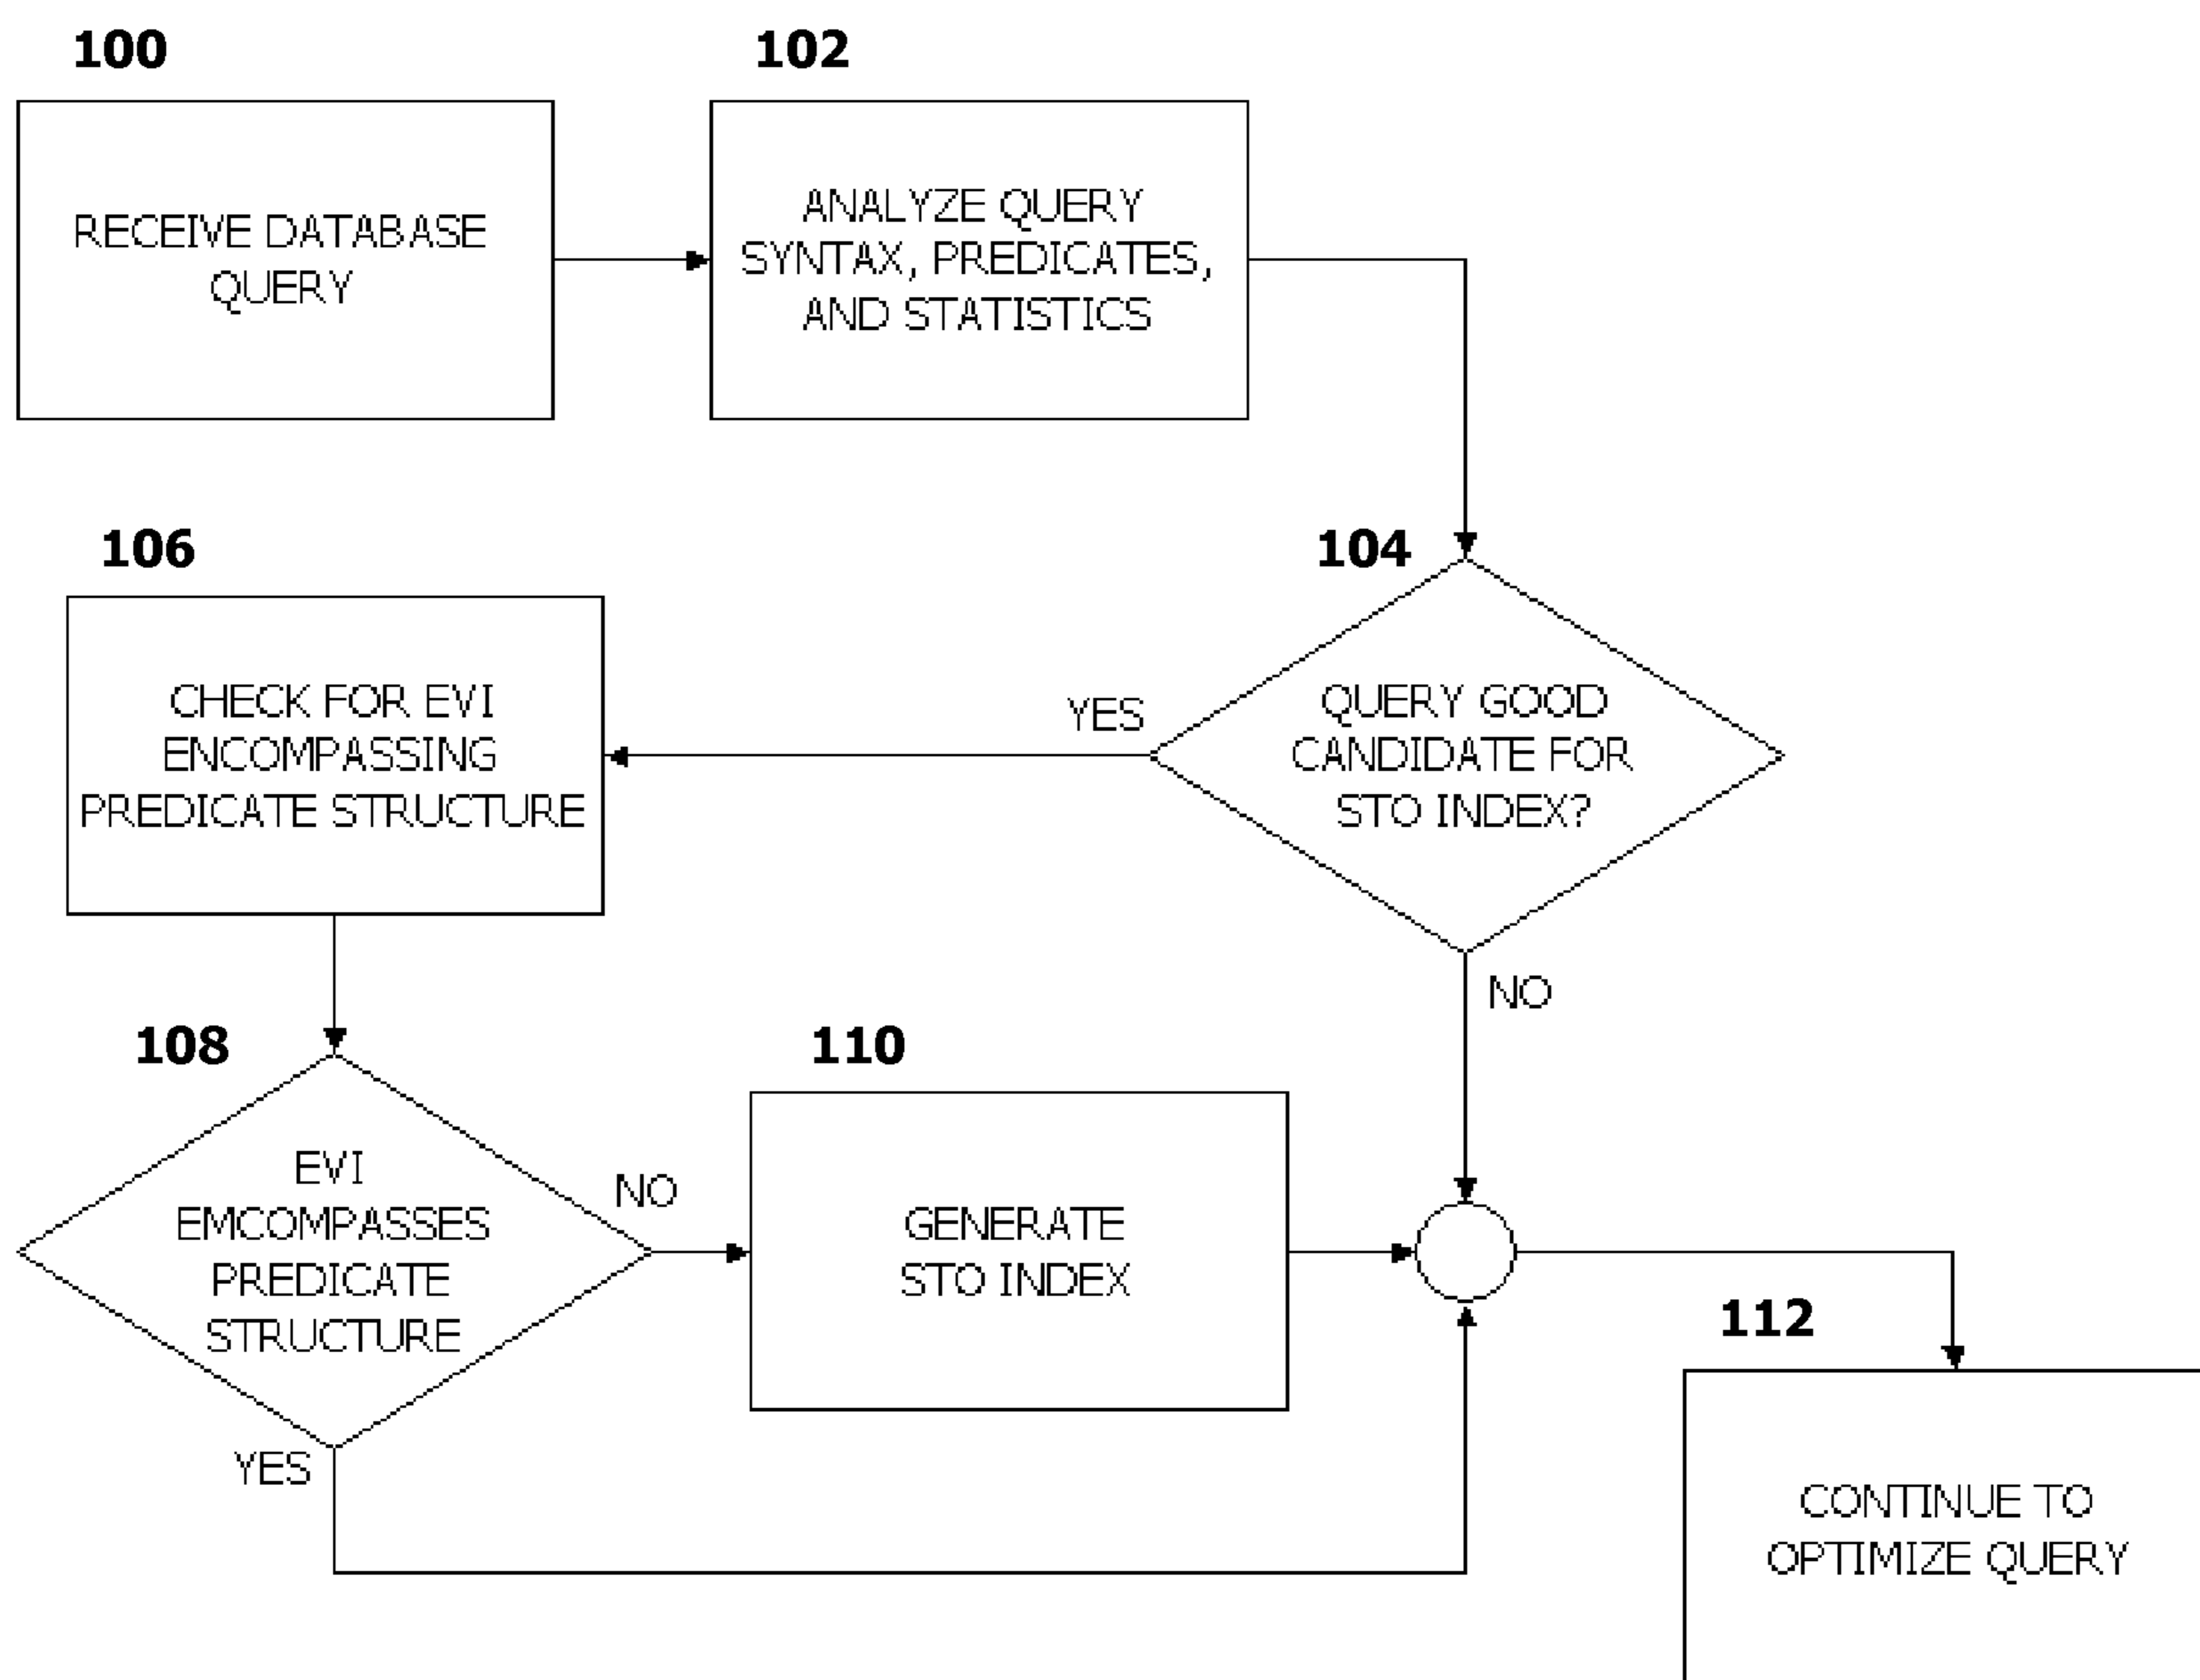 100
RECEIVE DATABASE
QUERY
102
ANALYZE QUERY
SYNTAX, PREDICATES,
AND STATISTICS
104
QUERY GOOD
CANDIDATE FOR
STO INDEX?
YES
NO
106
CHECK FOR EVI
ENCOMPASSING
PREDICATE STRUCTURE
108
EVI
EMCOMPASSES
PREDICATE
STRUCTURE
NO
YES
110
GENERATE
STO INDEX
112
CONTINUE TO
OPTIMIZE QUERY